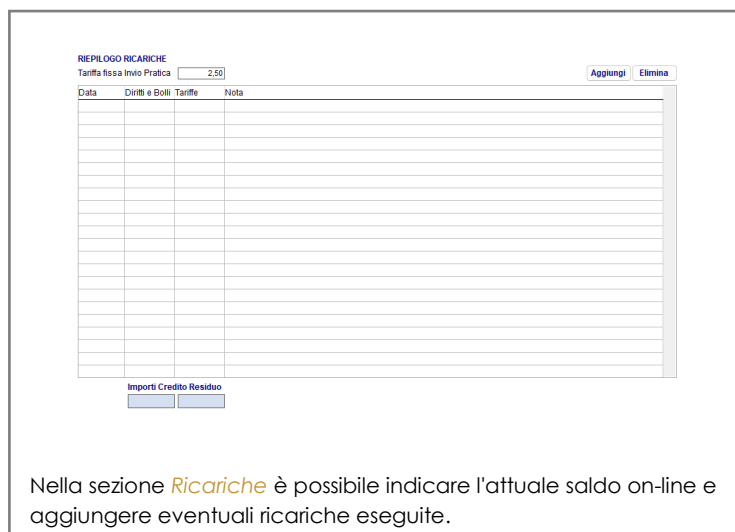 RIEPILOGO RICARICHE
Tariffa fissa Invio Pratica 2,50 Aggiungi Elimina
Data Diritti e Bolli Tariffe Nota
Importi Credito Residuo
Nella sezione Ricariche è possibile indicare l'attuale saldo on-line e
aggiungere eventuali ricariche eseguite.